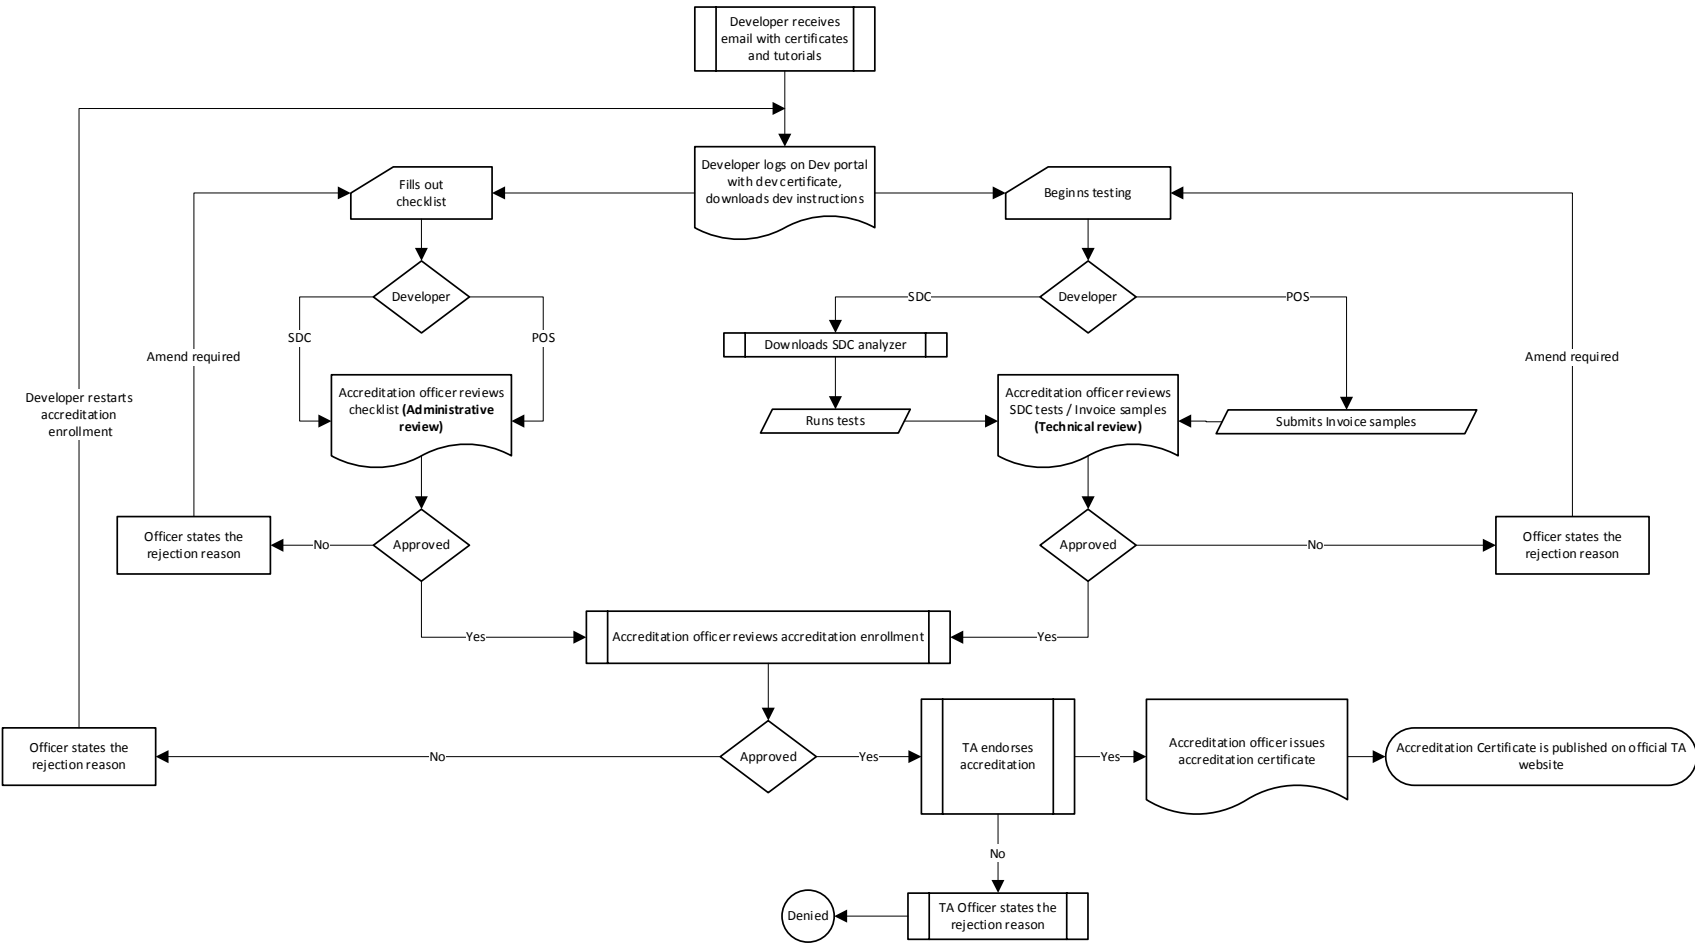 Developer receives
email with certificates
and tutorials
Developer logs on Dev portal
with dev certificate,
downloads dev instructions
Fills out
checklist
Beginns testing
Developer
SDC
POS
Developer
SDC
POS
Downloads SDC analyzer
Amend required
Amend required
Developer restarts
accreditation
enrollment
Accreditation officer reviews
checklist (Administrative
review)
Runs tests
Accreditation officer reviews
SDC tests / Invoice samples
(Technical review)
Submits Invoice samples
Officer states the
rejection reason
No
Approved
Approved
No
Officer states the
rejection reason
Yes
Accreditation officer reviews accreditation enrollment
Yes
Officer states the
rejection reason
No
Approved
Yes
TA endorses
accreditation
Yes
Accreditation officer issues
accreditation certificate
Accreditation Certificate is published on official TA
website
No
Denied
TA Officer states the
rejection reason